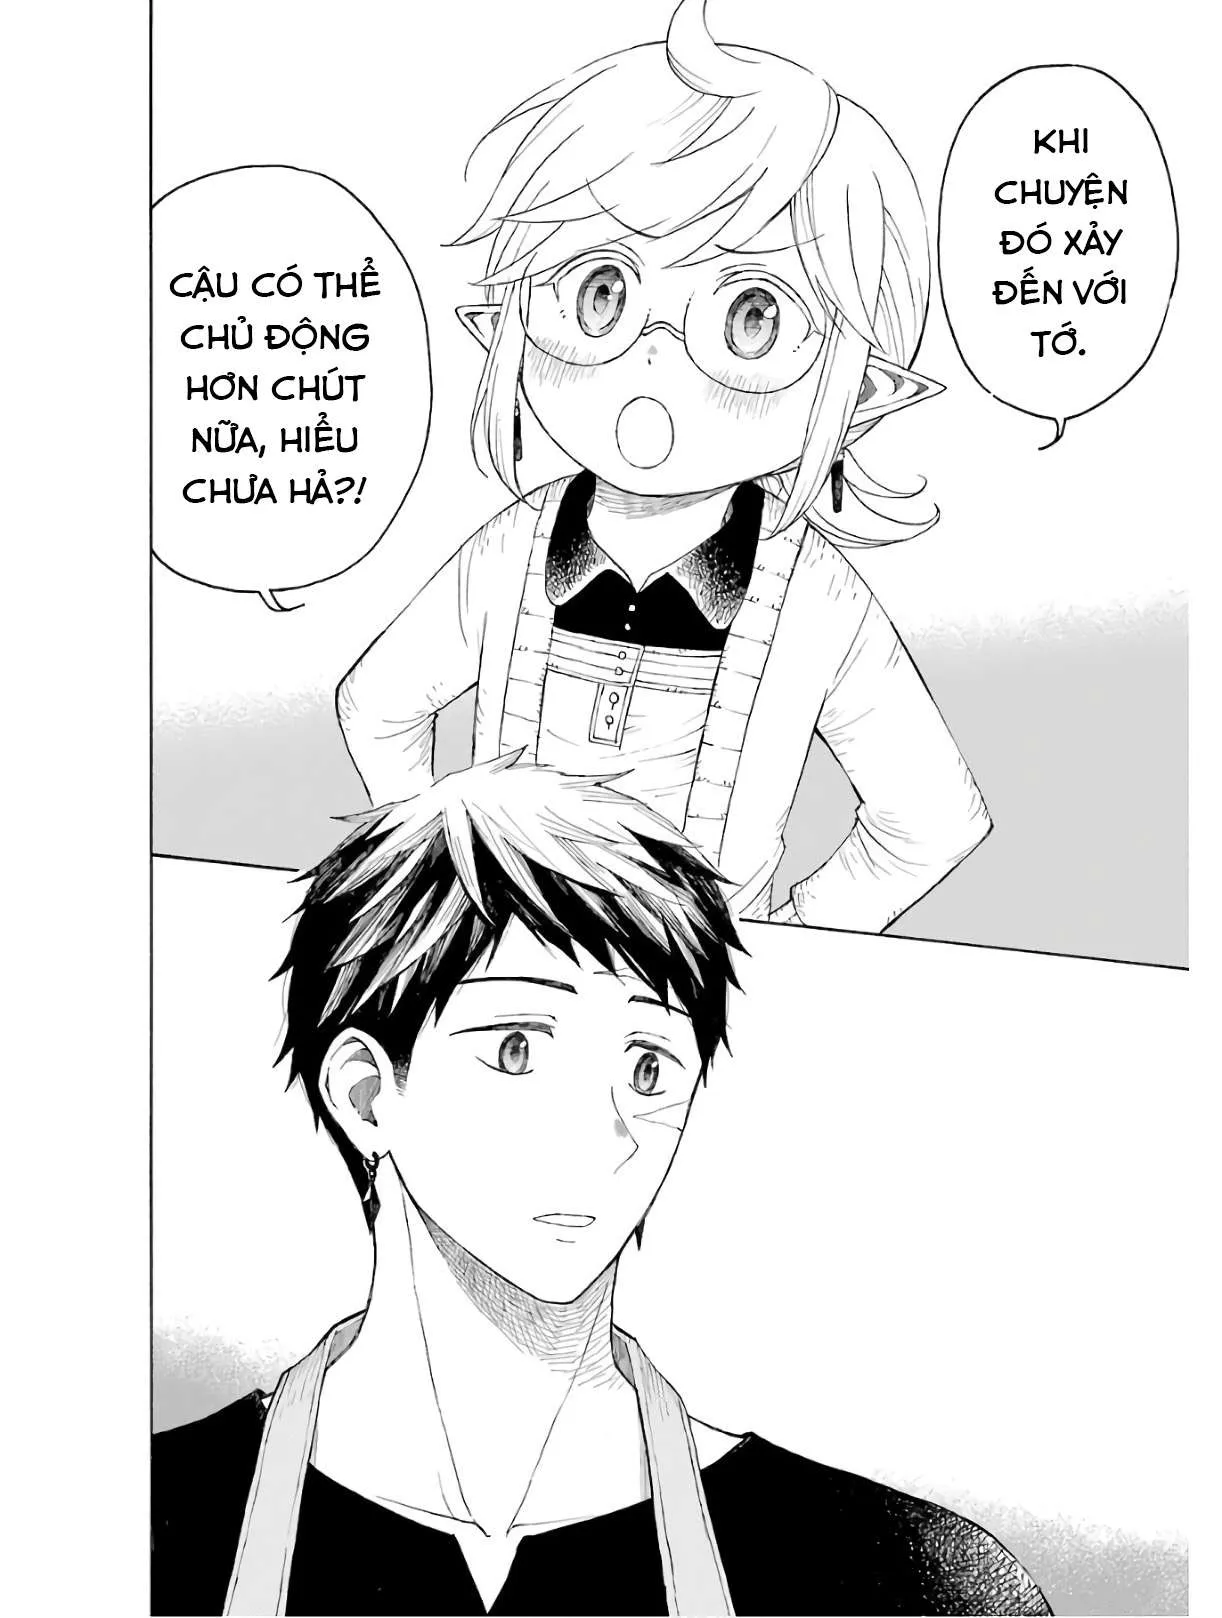 KHI
CHUYỆN
ĐÓ XẢY
ĐẾN VỚI
TỚ.
CẬU CÓ THỂ
CHỦ ĐỘNG
HƠN CHÚT
NỮA, HIỂU
CHƯA HẢ?!